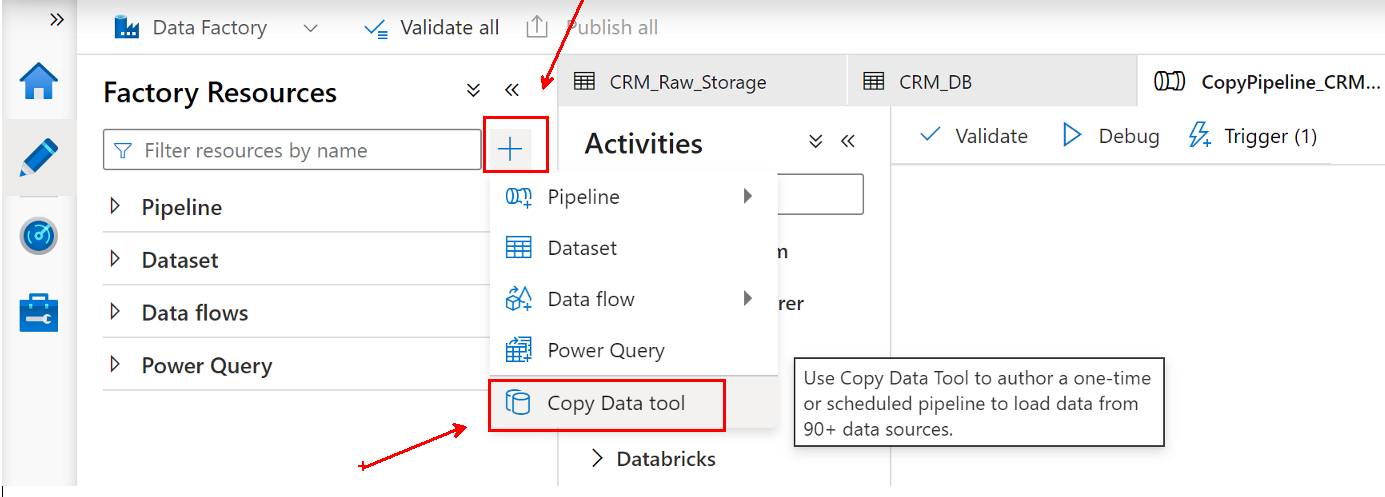 Data Factory
Validate all
Publish all
Factory Resources
Filter resources by name
Pipeline
Dataset
Data flows
Power Query
CRM_Raw_Storage
CRM_DB
CopyPipeline_CRM...
Activities
Validate
Debug
Trigger (1)
Pipeline
Dataset
Data flow
Power Query
Copy Data tool
m
rer
Use Copy Data Tool to author a one-time
or scheduled pipeline to load data from
90+ data sources.
Databricks